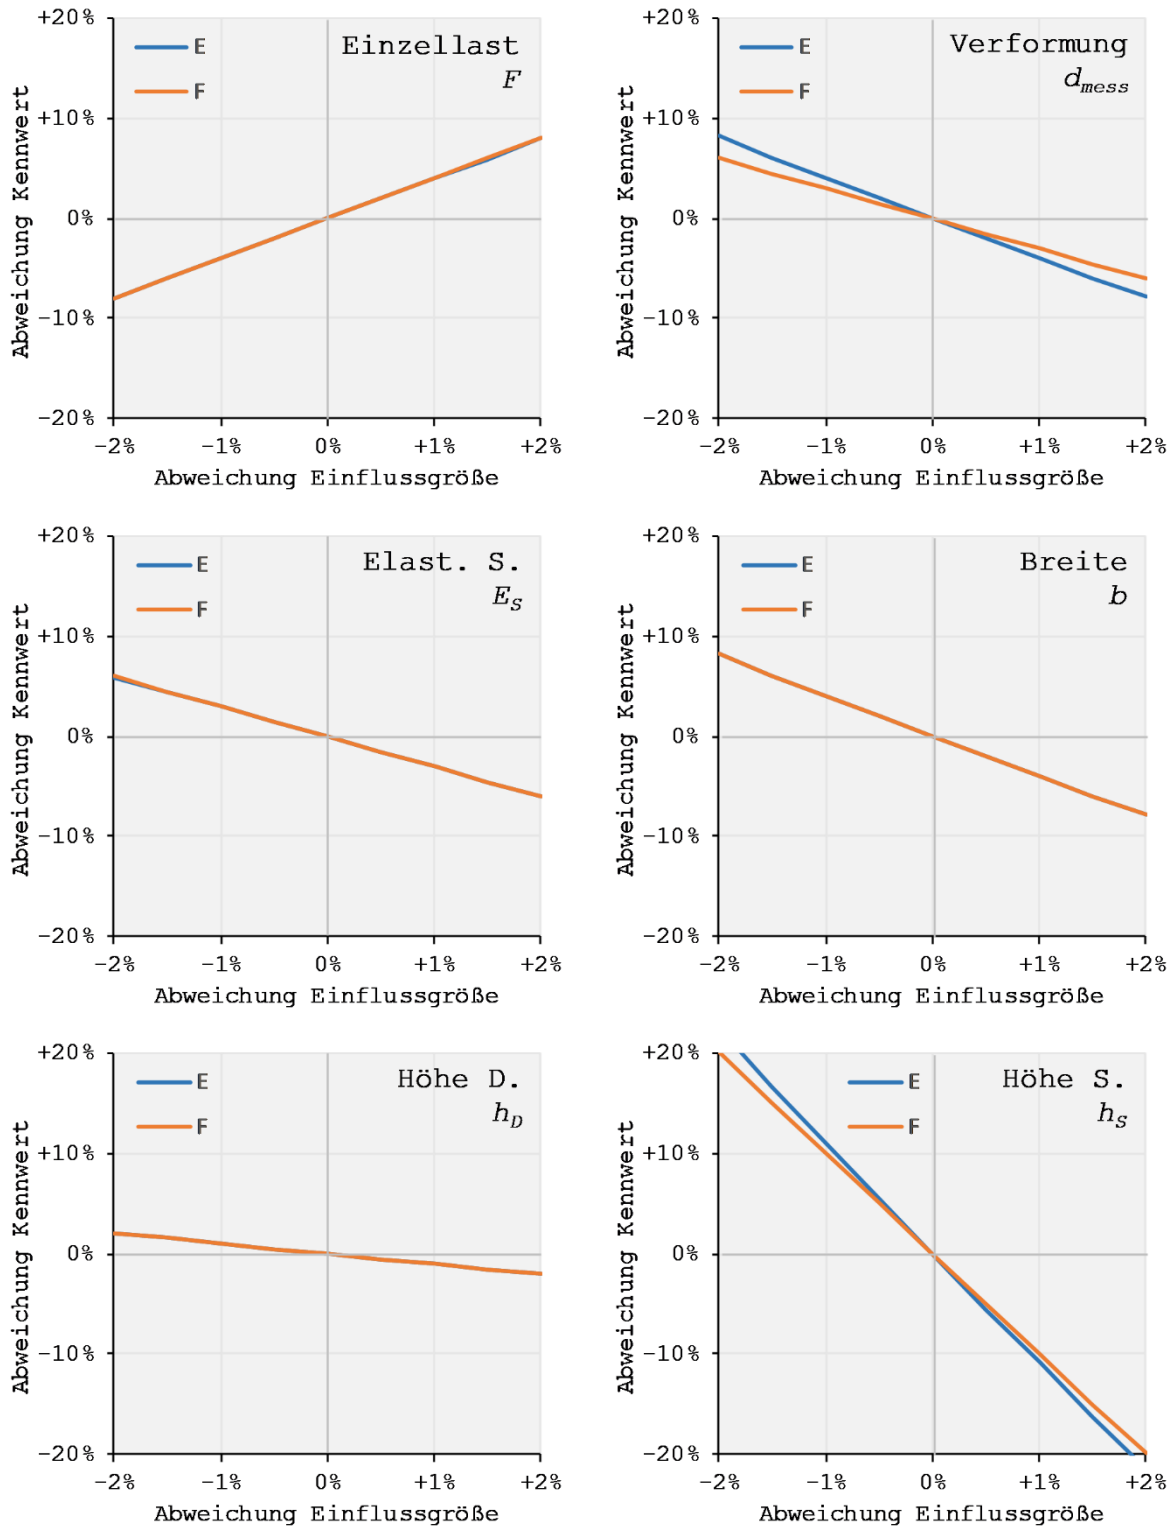 +20%
E
Einzellast
F
F
+10%
0%
−10%
−20%
−2%
−1%
0%
+1%
+2%
Abweichung Kennwert
Abweichung Einflussgröße
+20%
E
Verformung
F
d_mess
+10%
0%
−10%
−20%
−2%
−1%
0%
+1%
+2%
Abweichung Kennwert
Abweichung Einflussgröße
+20%
E
Elast. S.
F
E_S
+10%
0%
−10%
−20%
−2%
−1%
0%
+1%
+2%
Abweichung Kennwert
Abweichung Einflussgröße
+20%
E
Breite
F
b
+10%
0%
−10%
−20%
−2%
−1%
0%
+1%
+2%
Abweichung Kennwert
Abweichung Einflussgröße
+20%
E
Höhe D.
F
h_D
+10%
0%
−10%
−20%
−2%
−1%
0%
+1%
+2%
Abweichung Kennwert
Abweichung Einflussgröße
+20%
E
Höhe S.
F
h_S
+10%
0%
−10%
−20%
−2%
−1%
0%
+1%
+2%
Abweichung Kennwert
Abweichung Einflussgröße